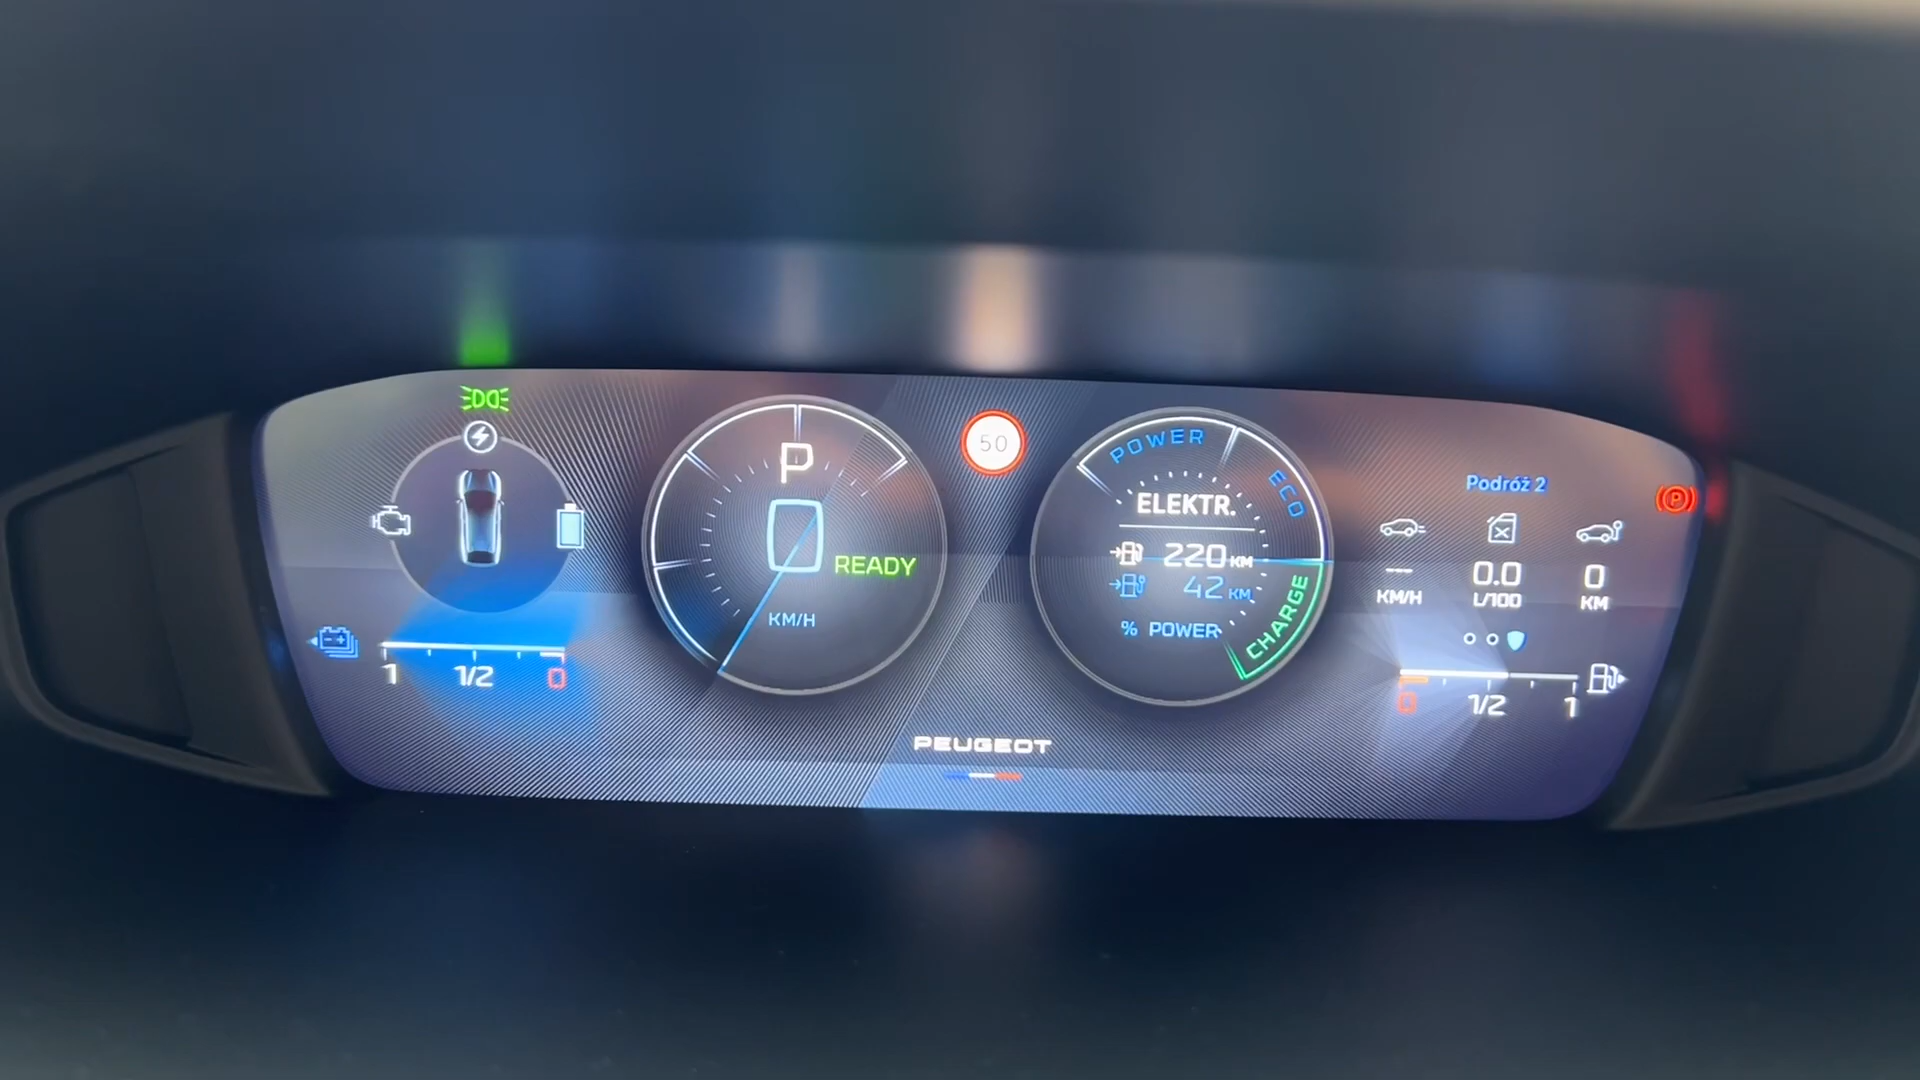 P
0
READY
KM/H
1 1/2 0
50
POWER
ECO
ELEKTR.
220 KM
42 KM
% POWER
CHARGE
PEUGEOT
Podróż 2
P
--- 0.0 0
KM/H L/100 KM
0 1/2 1